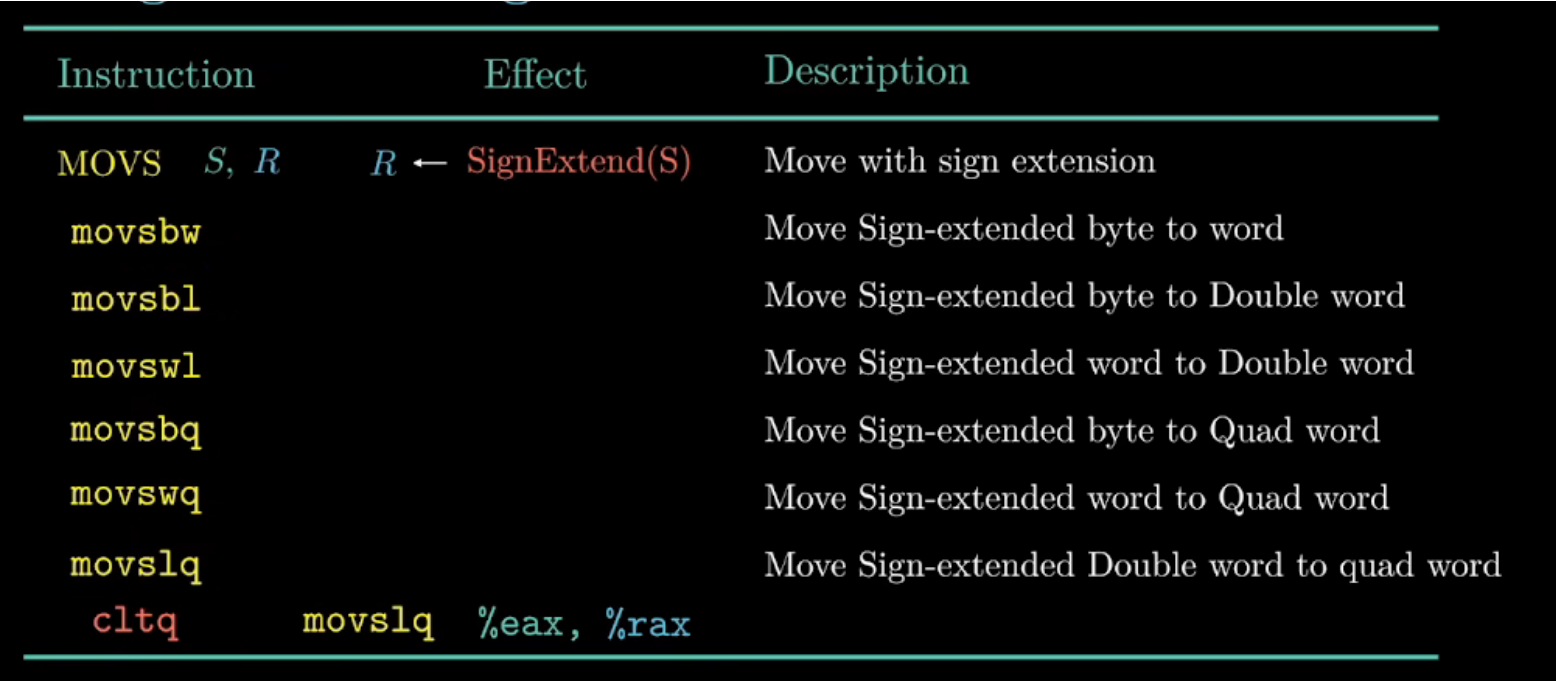 Instruction Effect Description
MOVS S, R R ← SignExtend(S) Move with sign extension
movsbw Move Sign-extended byte to word
movsbl Move Sign-extended byte to Double word
movswl Move Sign-extended word to Double word
movsbq Move Sign-extended byte to Quad word
movswq Move Sign-extended word to Quad word
movslq Move Sign-extended Double word to quad word
cltq movslq %eax, %rax